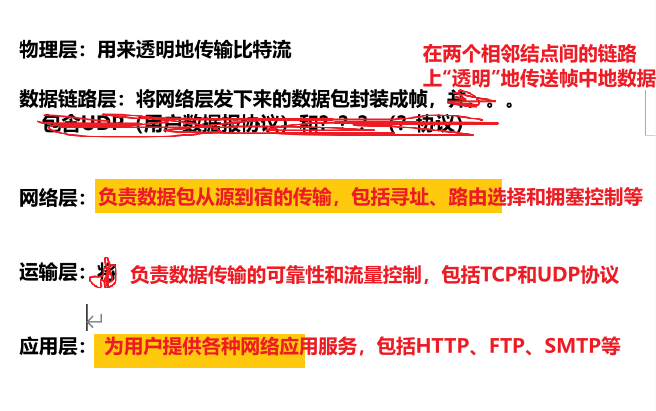 物理层：用来透明地传输比特流
在两个相邻结点间的链路
上“透明”地传送帧中地数据
数据链路层：将网络层发下来的数据包封装成帧，其。。。
包含UDP（用户数据报协议）和？？？（？协议）
网络层：负责数据包从源到宿的传输，包括寻址、路由选择和拥塞控制等
运输层：将 负责数据传输的可靠性和流量控制，包括TCP和UDP协议
应用层：为用户提供各种网络应用服务，包括HTTP、FTP、SMTP等